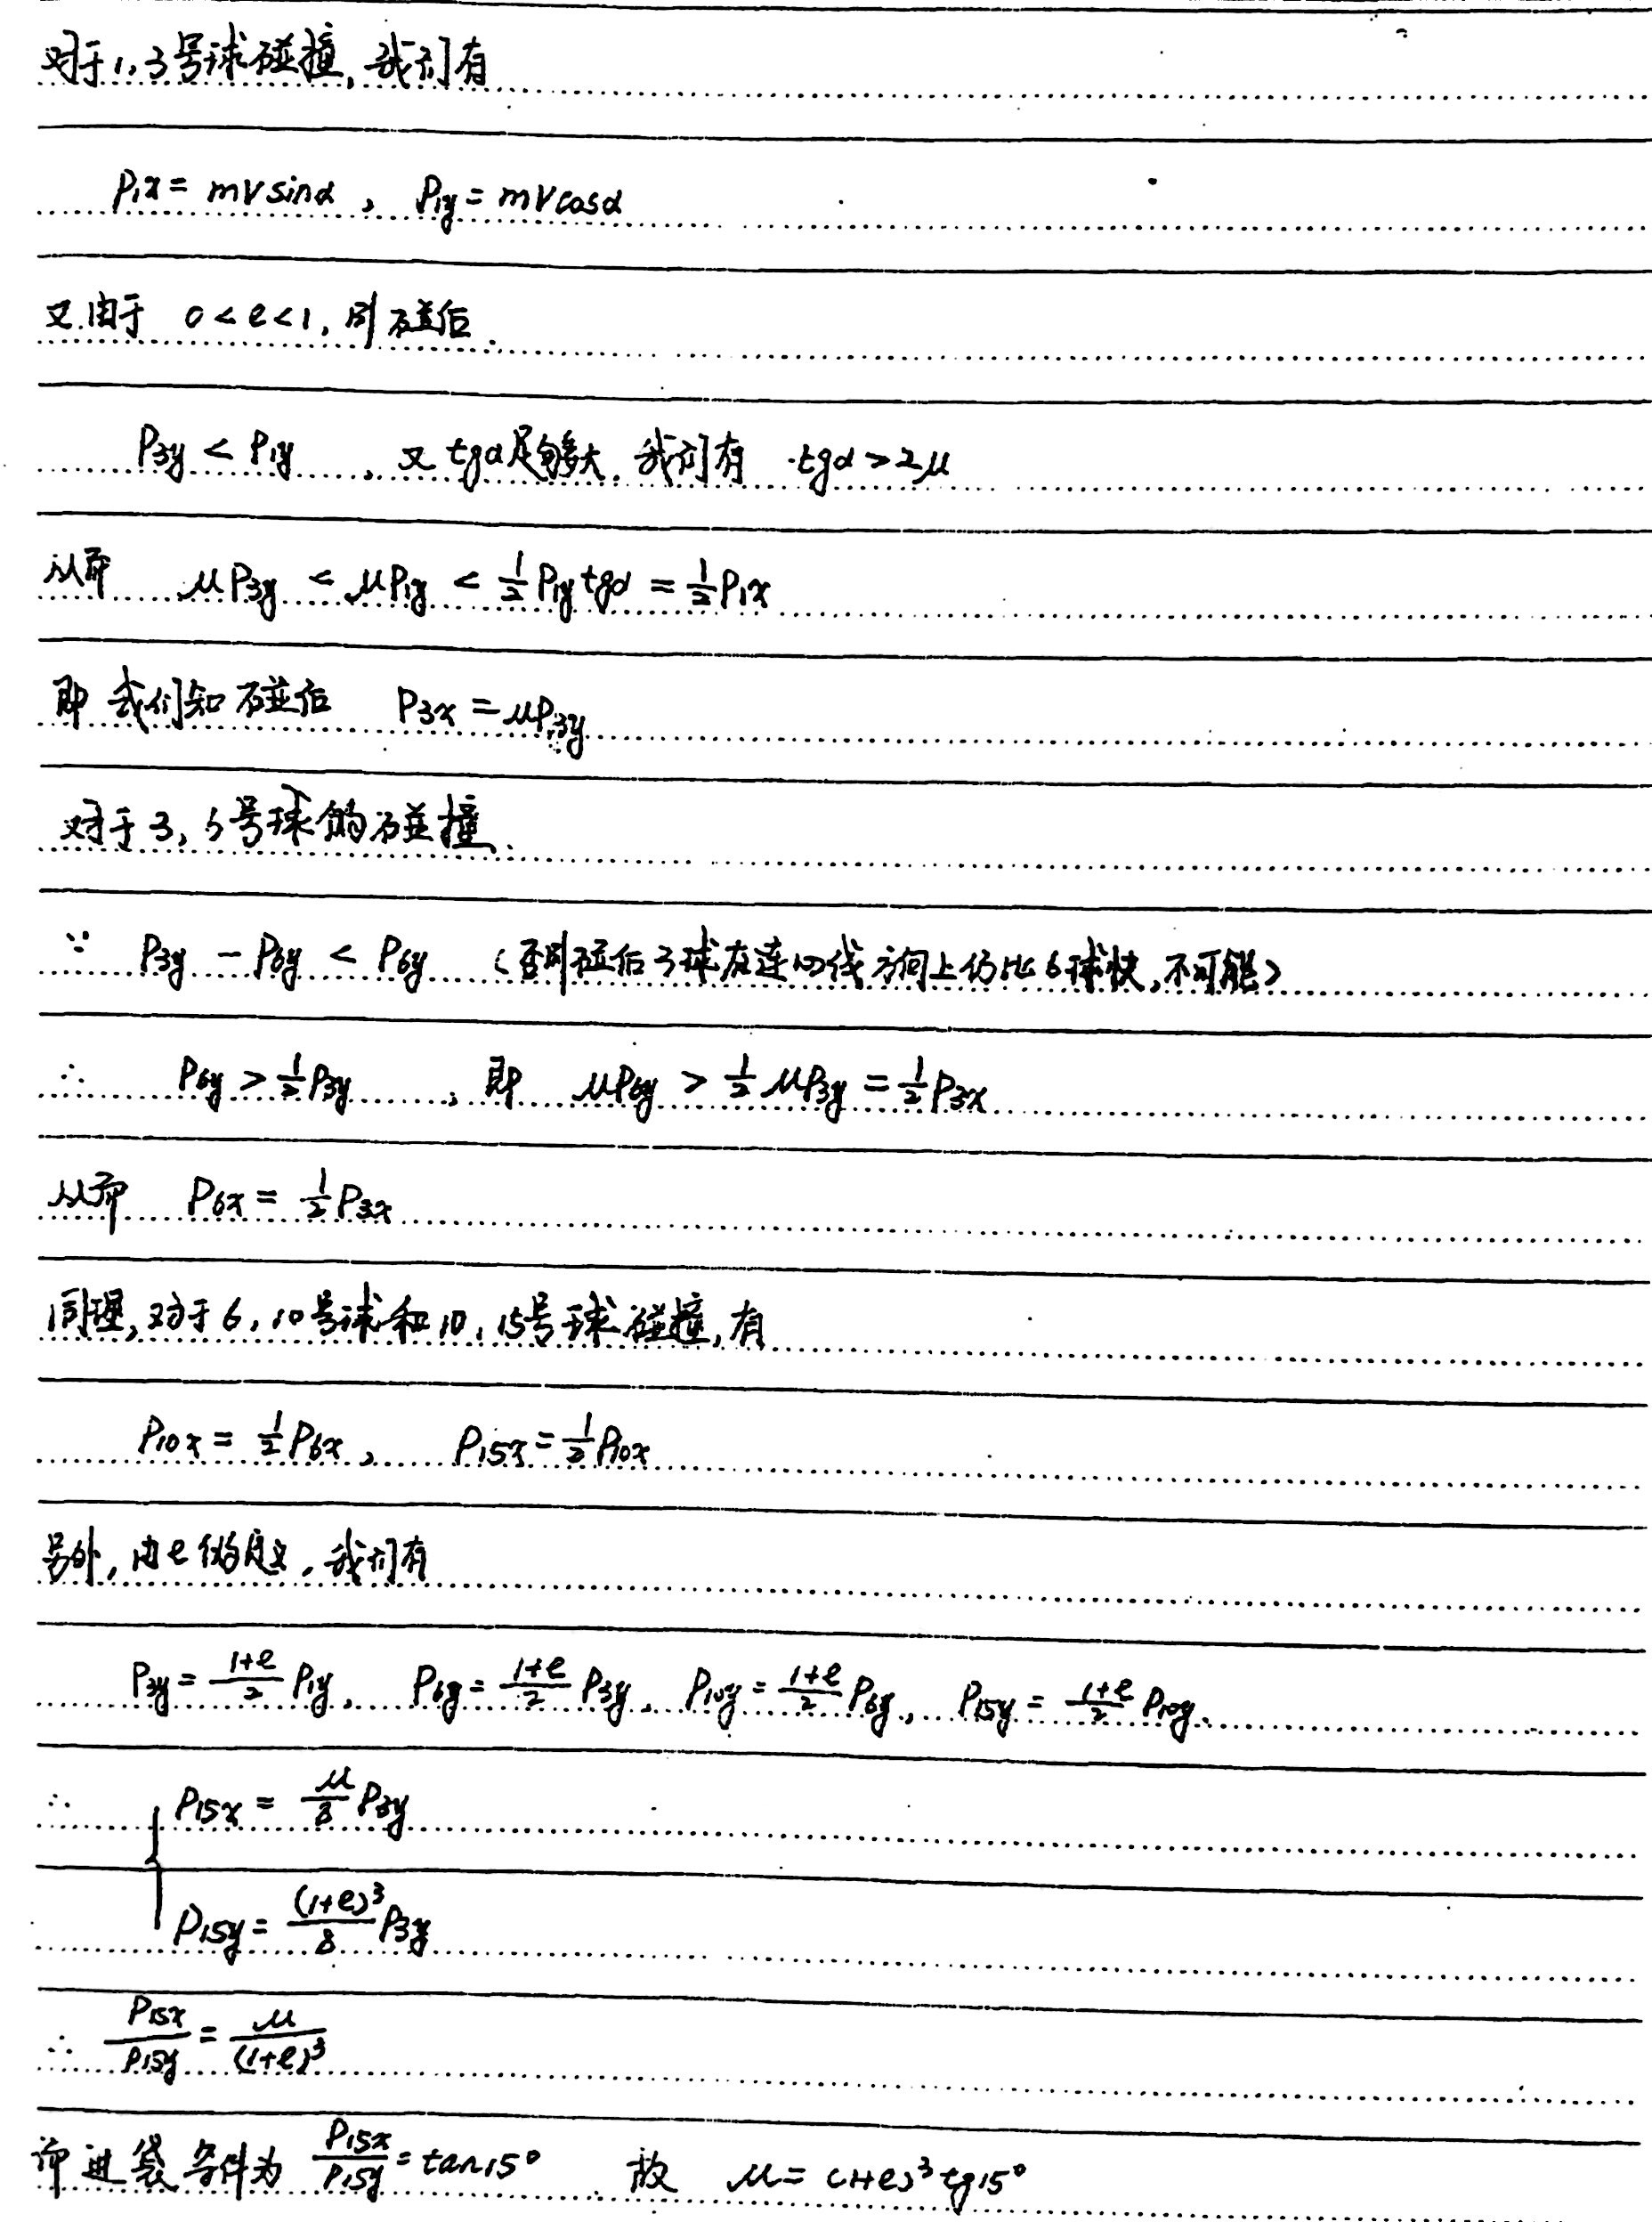 对于1,3号球碰撞,我们有
P₁x = mvsinα, P₁y = mvcosα
又由于 0<e<1, 则碰后.
P₃y < P₁y , 又 tgα足够大. 我们有 tgα>2μ
从而 μP₃y < μP₁y < 1/2 P₁y tgα = 1/2 P₁x
即 我们知碰后 P₃x = μP₃y
对于3, 6号球的碰撞.
∵ P₃y - P₆y < P₆y (否则碰后3球在连心线方向上仍比6球快,不可能)
∴ P₆y > 1/2 P₃y , 即 μP₆y > 1/2 μP₃y = 1/2 P₃x
从而 P₆x = 1/2 P₃x
同理,对于6, 10号球和10, 15号球碰撞,有
P₁₀x = 1/2 P₆x, P₁₅x = 1/2 P₁₀x
另外, 由e的定义, 我们有
P₃y = (1+e)/2 P₁y, P₆y = (1+e)/2 P₃y, P₁₀y = (1+e)/2 P₆y, P₁₅y = (1+e)/2 P₁₀y.
∴ { P₁₅x = μ/8 P₃y
P₁₅y = (1+e)³/8 P₃y
∴ P₁₅x/P₁₅y = μ/(1+e)³
而进袋条件为 P₁₅x/P₁₅y = tan15° 故 μ = (1+e)³tg15°